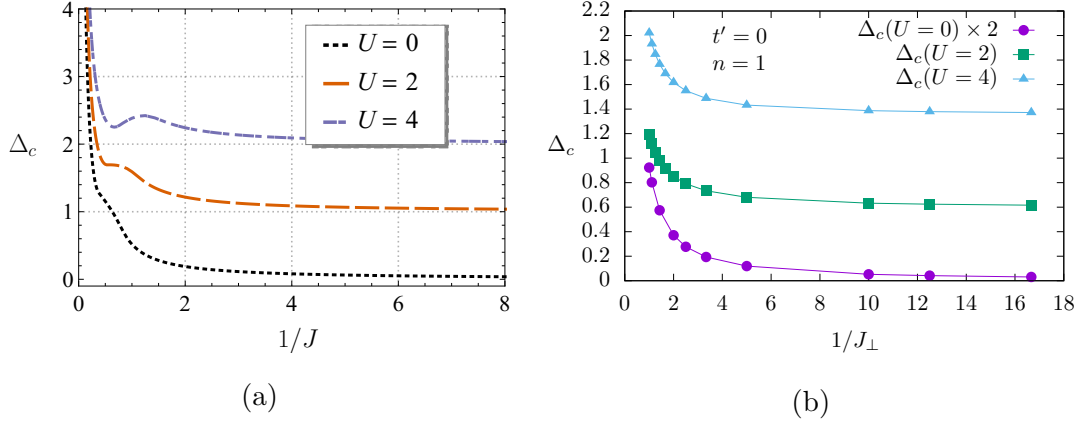 4
3
2
1
0
Δc
0
2
4
6
8
1/J
U = 0
U = 2
U = 4
(a)
2.2
2
1.8
1.6
1.4
1.2
1
0.8
0.6
0.4
0.2
0
Δc
t′ = 0
n = 1
Δc(U = 0) × 2
Δc(U = 2)
Δc(U = 4)
0
2
4
6
8
10
12
14
16
18
1/J⊥
(b)